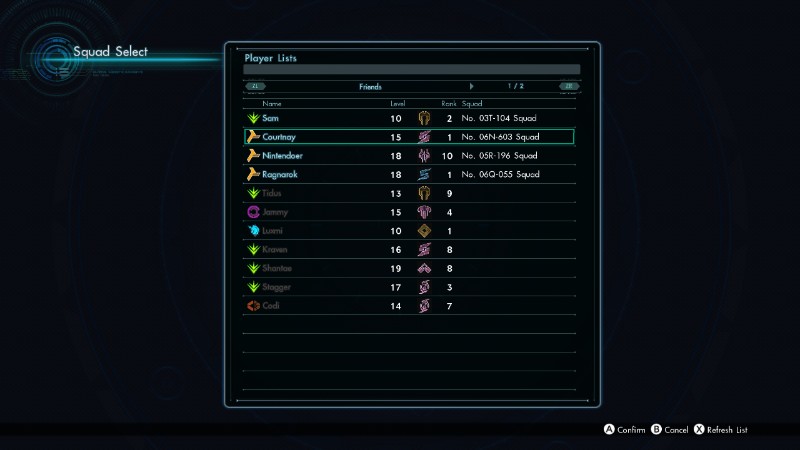 Squad Select
Player Lists
ZL Friends 1 / 2 ZR
Name Level Rank Squad
Sam 10 2 No. 03T-104 Squad
Courtnay 15 1 No. 06N-603 Squad
Nintendoer 18 10 No. 05R-196 Squad
Ragnarok 18 1 No. 06Q-055 Squad
Tidus 13 9
Jammy 15 4
Luxmi 10 1
Kraven 16 8
Shantae 19 8
Stagger 17 3
Codi 14 7
A Confirm B Cancel X Refresh List